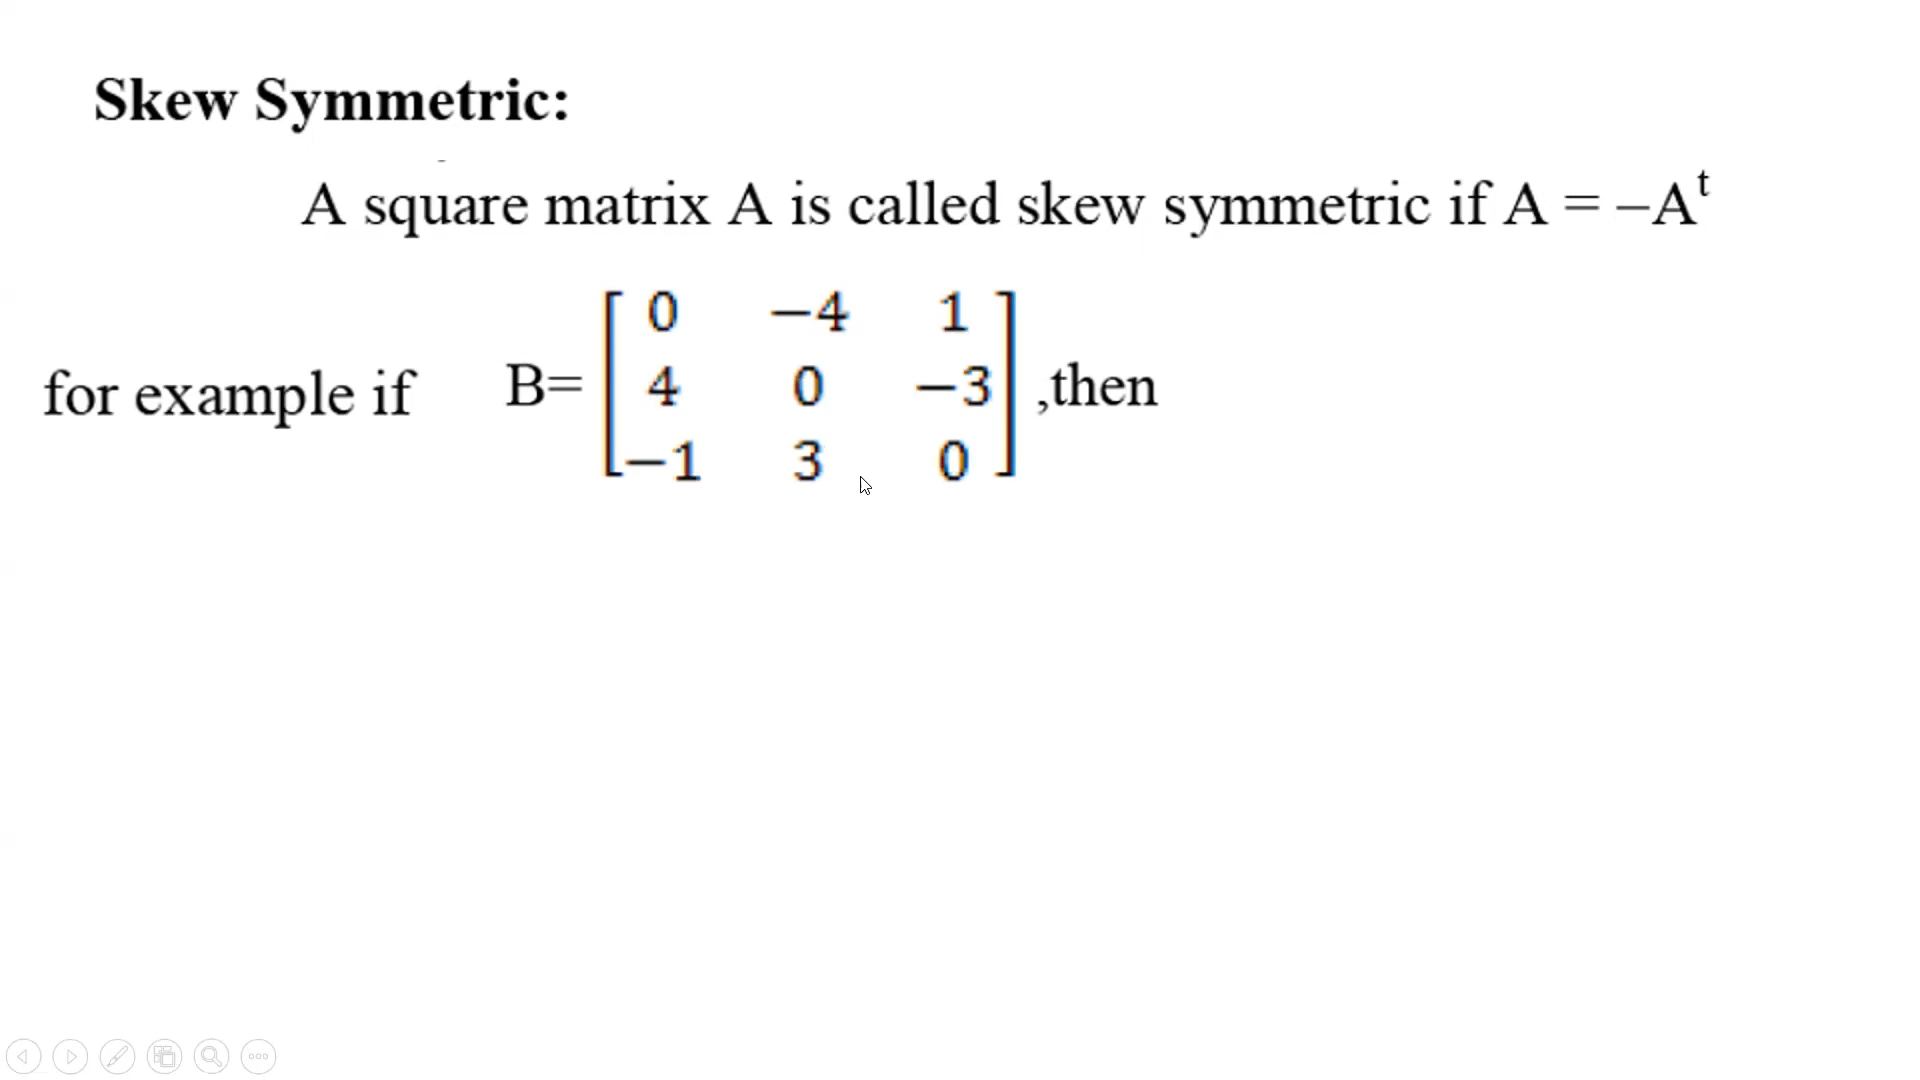 Skew Symmetric:
A square matrix A is called skew symmetric if A = –Aᵗ
0 −4 1
for example if B= 4 0 −3 ,then
−1 3 0